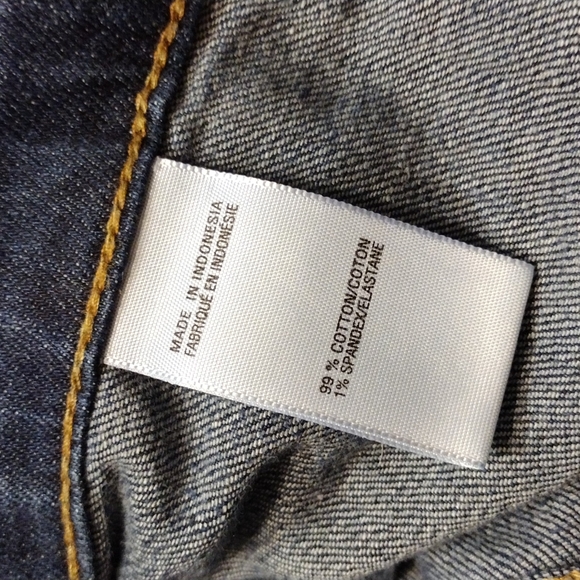 MADE IN INDONESIA
FABRIQUÉ EN INDONÉSIE
99 % COTTON/COTON
1% SPANDEX/ELASTANE